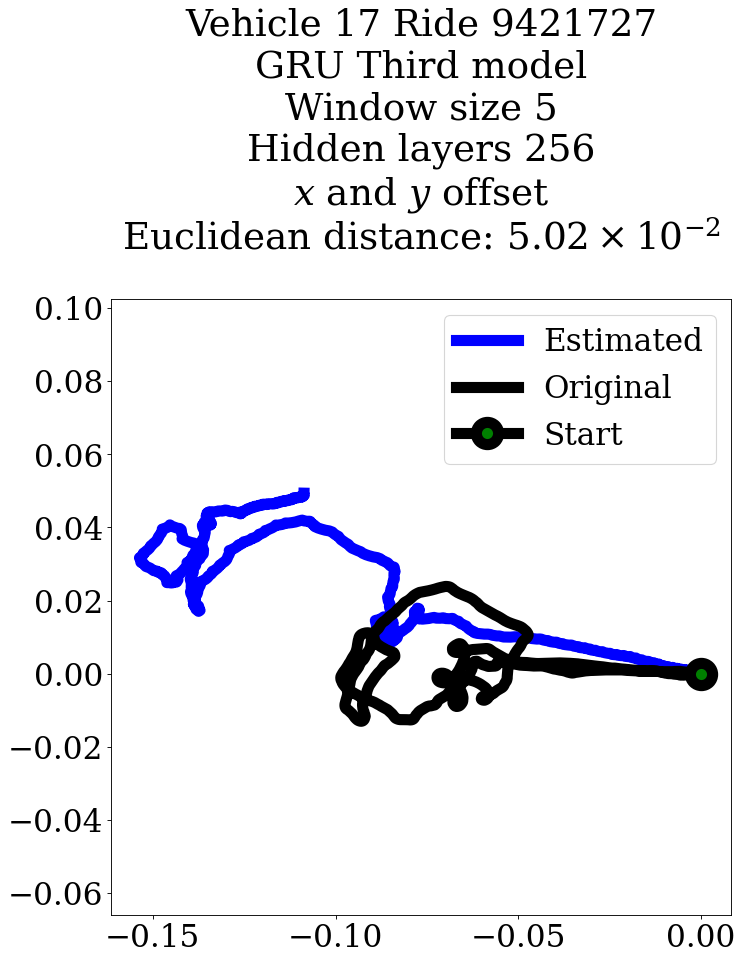 Vehicle 17 Ride 9421727
GRU Third model
Window size 5
Hidden layers 256
x and y offset
Euclidean distance: 5.02 × 10⁻²
Estimated
Original
Start
0.10
0.08
0.06
0.04
0.02
0.00
−0.02
−0.04
−0.06
−0.15 −0.10 −0.05 0.00